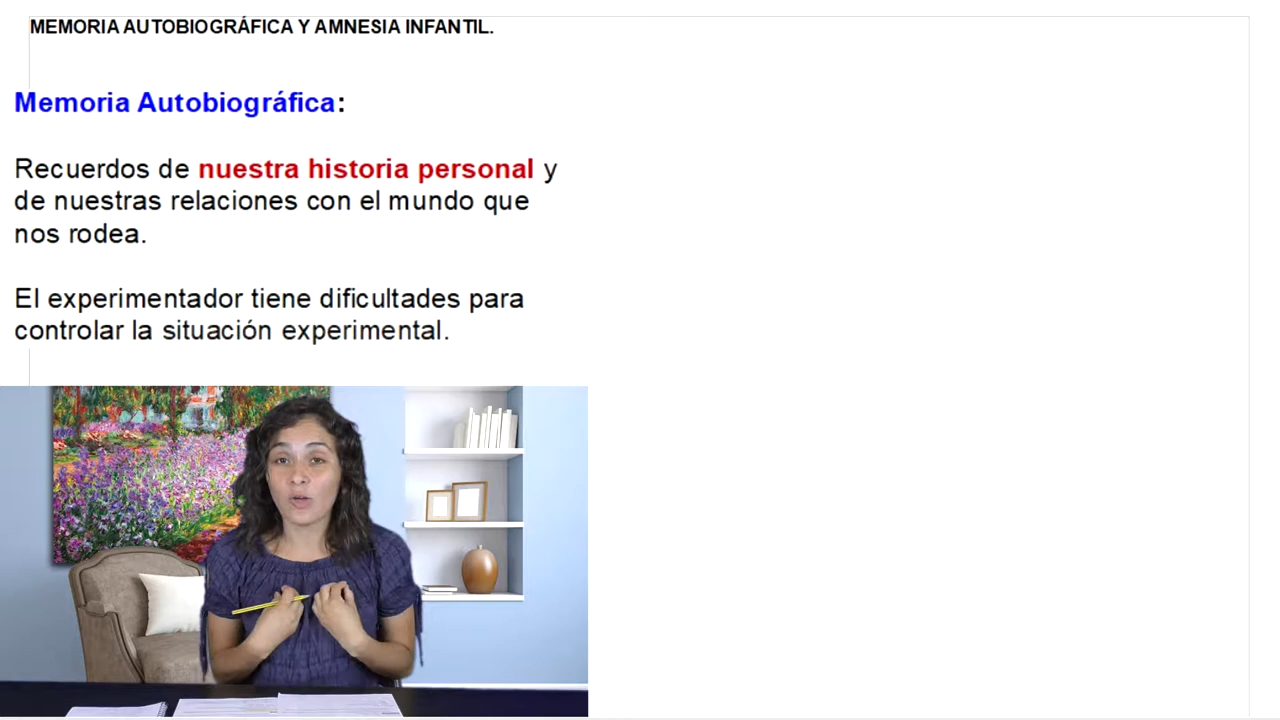 MEMORIA AUTOBIOGRÁFICA Y AMNESIA INFANTIL.
Memoria Autobiográfica:
Recuerdos de nuestra historia personal y
de nuestras relaciones con el mundo que
nos rodea.
El experimentador tiene dificultades para
controlar la situación experimental.